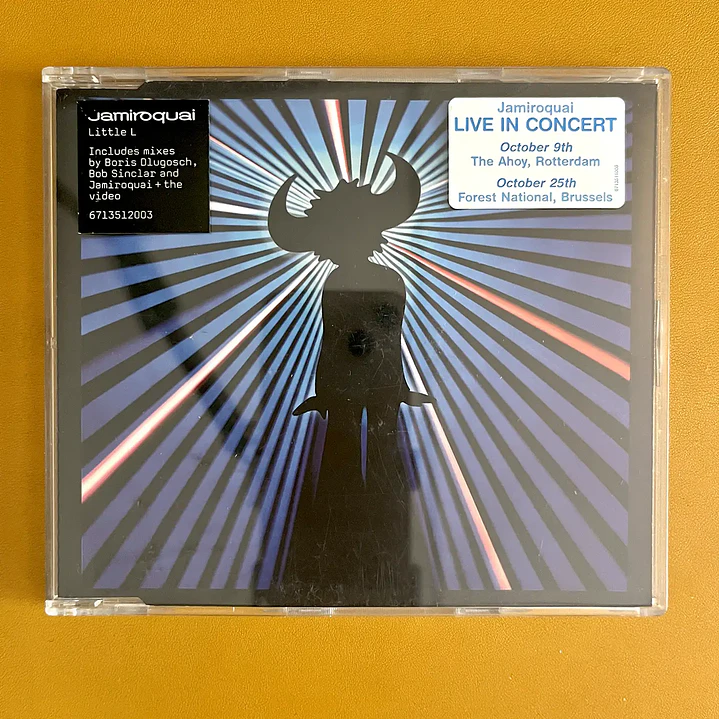 Jamiroquai
Little L
Includes mixes
by Boris Dlugosch,
Bob Sinclar and
Jamiroquai + the
video
6713512003
Jamiroquai
LIVE IN CONCERT
October 9th
The Ahoy, Rotterdam
October 25th
Forest National, Brussels